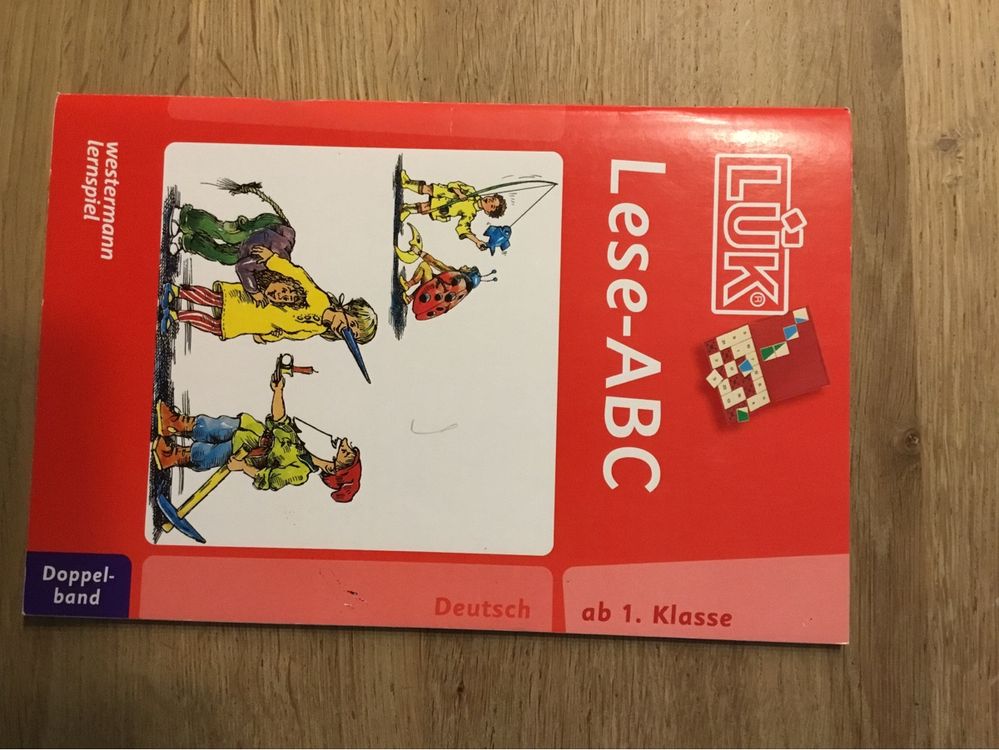 LÜK®
Lese-ABC
ab 1. Klasse
Deutsch
westermann
lernspiel
Doppel-
band